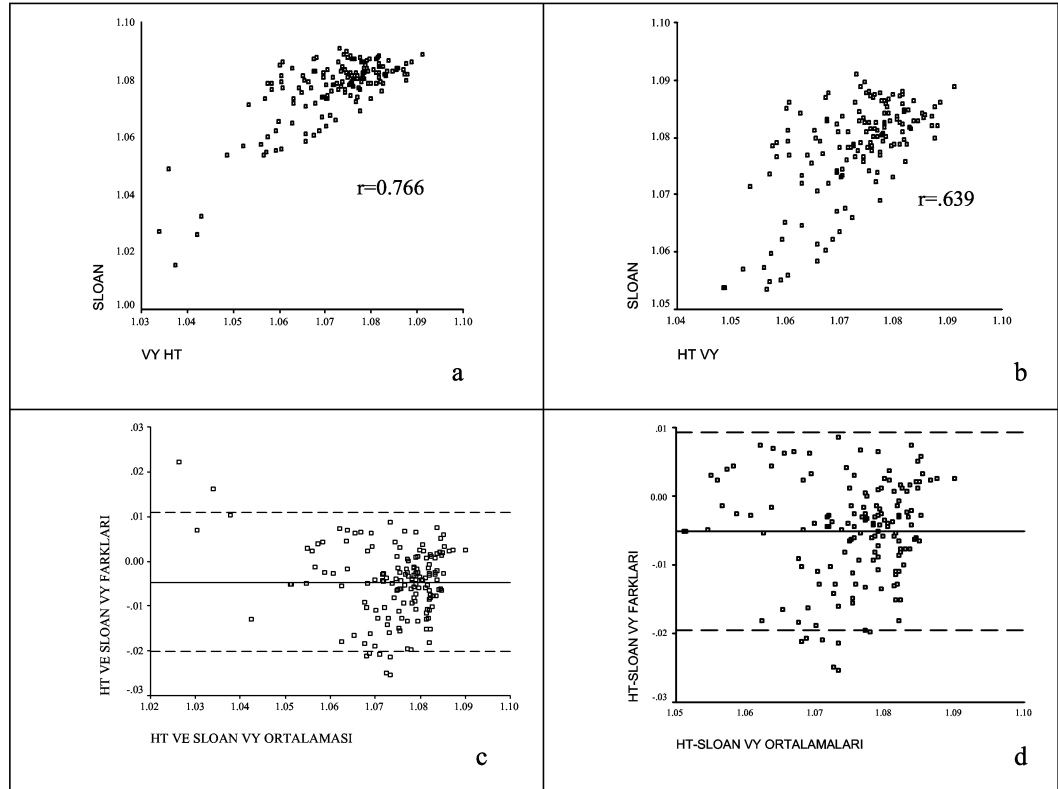 1.10
1.08
1.06
1.04
1.02
1.00
SLOAN
r=0.766
1.03 1.04 1.05 1.06 1.07 1.08 1.09 1.10
VY HT
a
1.10
1.09
1.08
1.07
1.06
1.05
SLOAN
r=.639
1.04 1.05 1.06 1.07 1.08 1.09 1.10
HT VY
b
.03
.02
.01
0.00
-.01
-.02
-.03
HT VE SLOAN VY FARKLARI
1.02 1.03 1.04 1.05 1.06 1.07 1.08 1.09 1.10
HT VE SLOAN VY ORTALAMASI
c
.01
0.00
-.01
-.02
-.03
HT-SLOAN VY FARKLARI
1.05 1.06 1.07 1.08 1.09 1.10
HT-SLOAN VY ORTALAMALARI
d